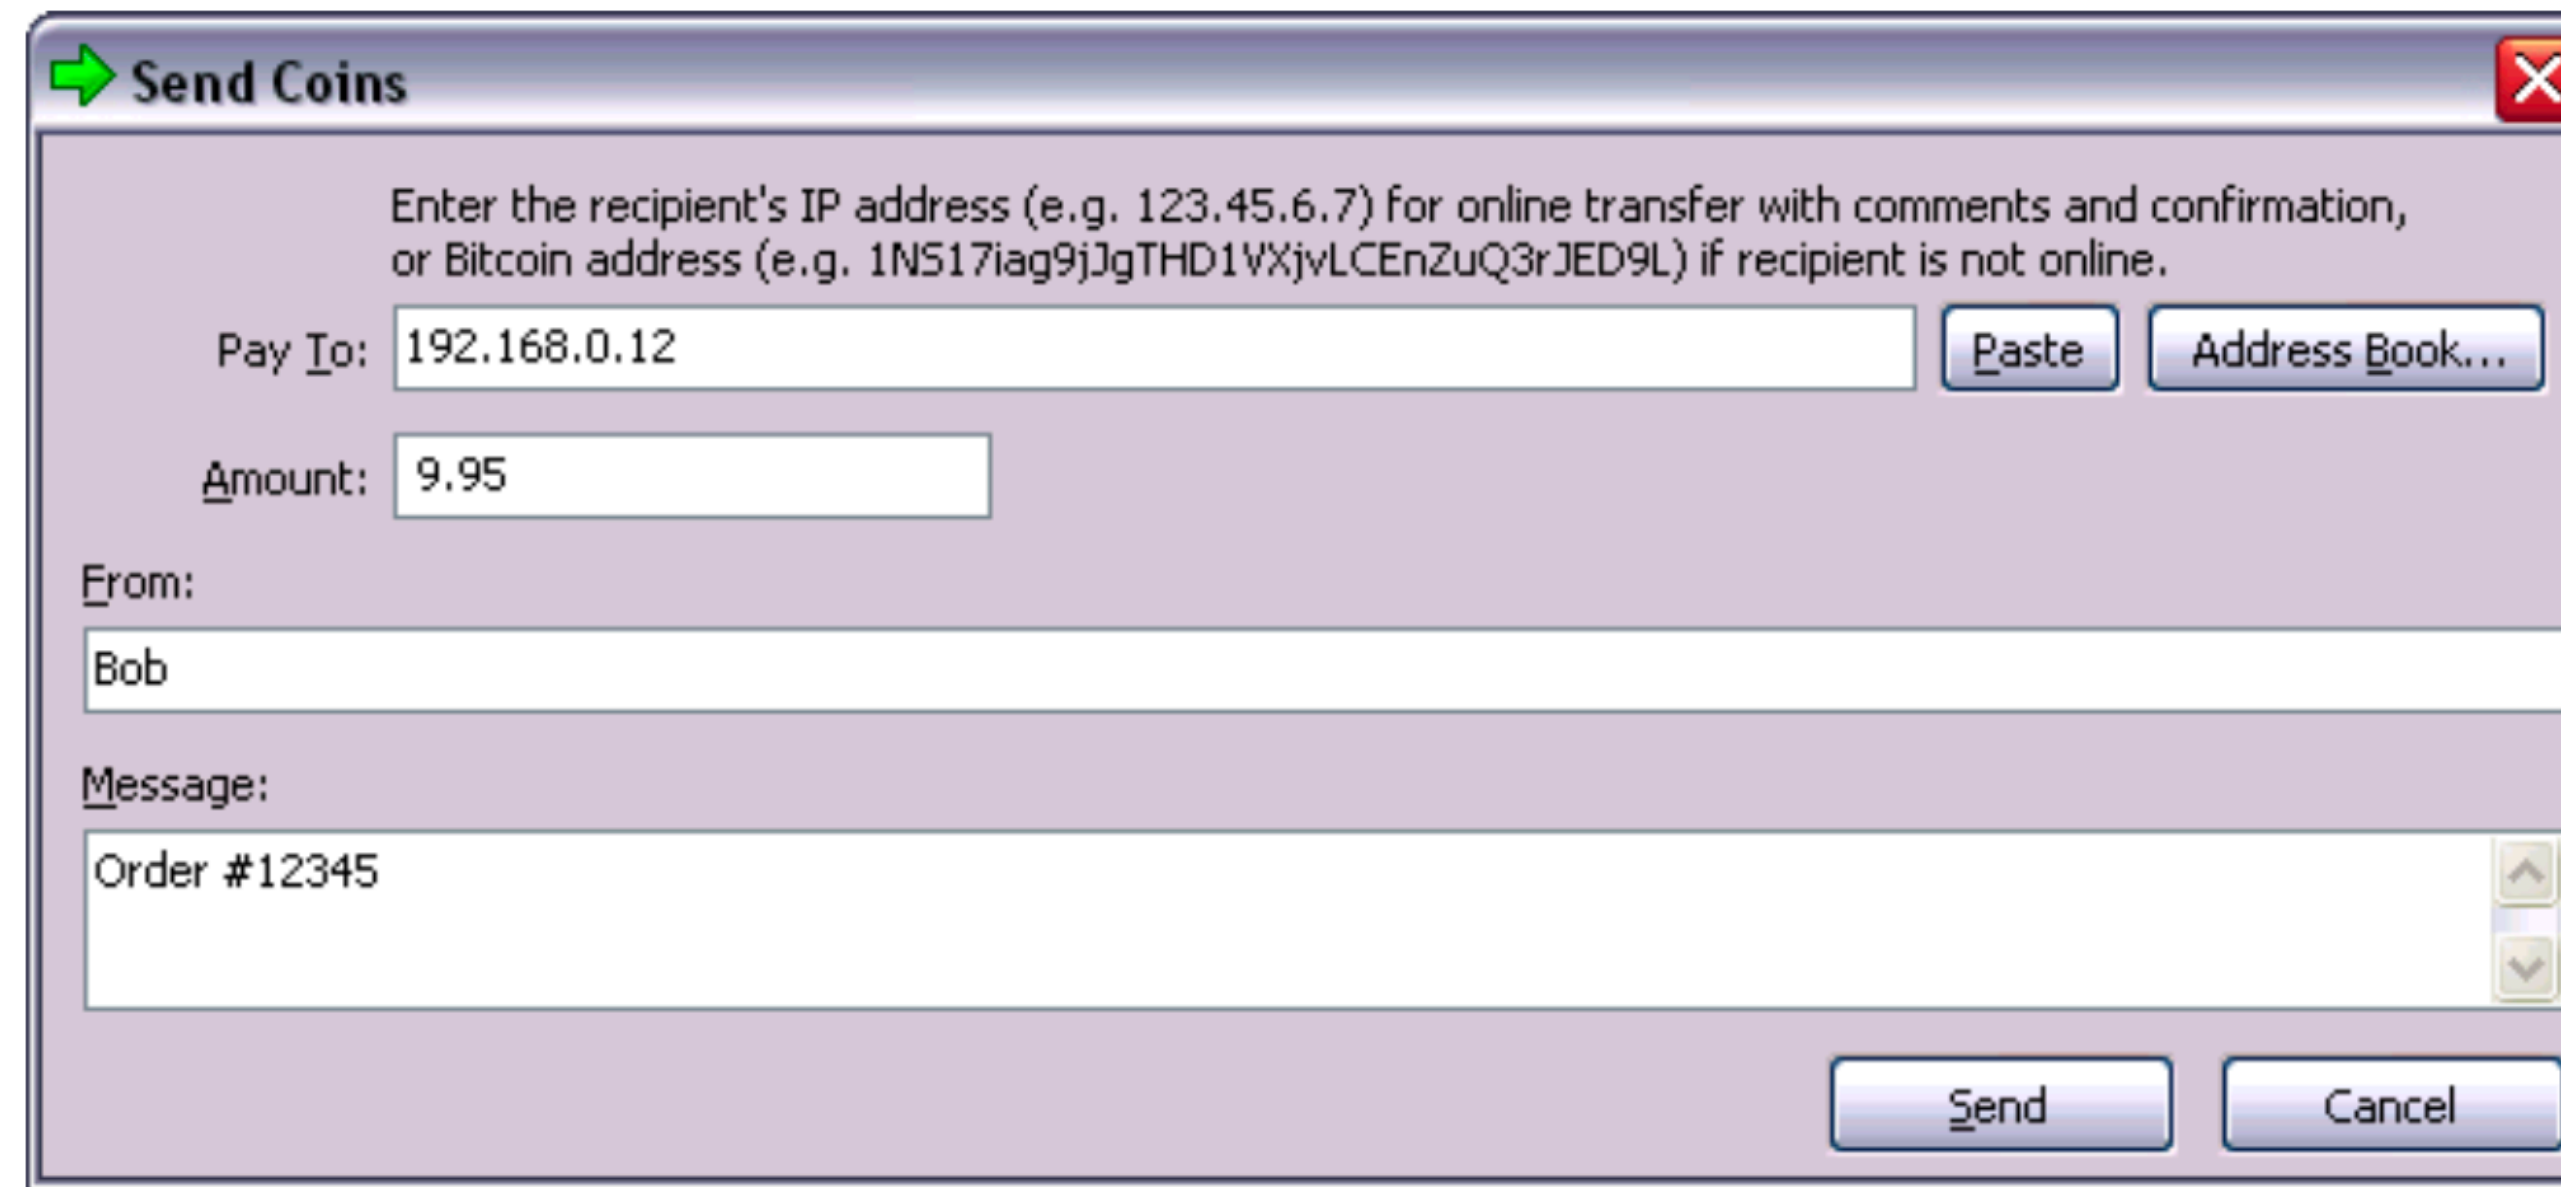 Send Coins
Enter the recipient's IP address (e.g. 123.45.6.7) for online transfer with comments and confirmation,
or Bitcoin address (e.g. 1NS17iag9jJgTHD1VXjvLCEnZuQ3rJED9L) if recipient is not online.
Pay To: 192.168.0.12 Paste Address Book...
Amount: 9.95
From:
Bob
Message:
Order #12345
Send Cancel